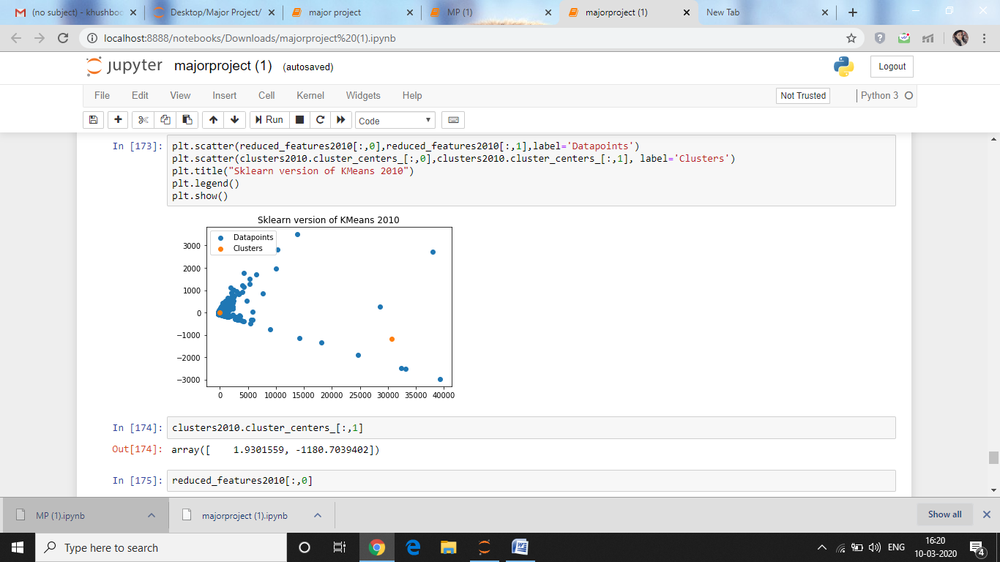 (no subject) - khushboo
Desktop/Major Project/
major project
MP (1)
majorproject (1)
New Tab
localhost:8888/notebooks/Downloads/majorproject%20(1).ipynb
jupyter majorproject (1) (autosaved)
Logout
File Edit View Insert Cell Kernel Widgets Help
Not Trusted
Python 3
Run
Code
In [173]:
plt.scatter(reduced_features2010[:,0],reduced_features2010[:,1],label='Datapoints')
plt.scatter(clusters2010.cluster_centers_[:,0],clusters2010.cluster_centers_[:,1], label='Clusters')
plt.title("Sklearn version of KMeans 2010")
plt.legend()
plt.show()
Sklearn version of KMeans 2010
Datapoints
Clusters
3000
2000
1000
0
−1000
−2000
−3000
0 5000 10000 15000 20000 25000 30000 35000 40000
In [174]:
clusters2010.cluster_centers_[:,1]
Out[174]:
array([    1.9301559, -1180.7039402])
In [175]:
reduced_features2010[:,0]
MP (1).ipynb
majorproject (1).ipynb
Show all
Type here to search
ENG
16:20
10-03-2020
4